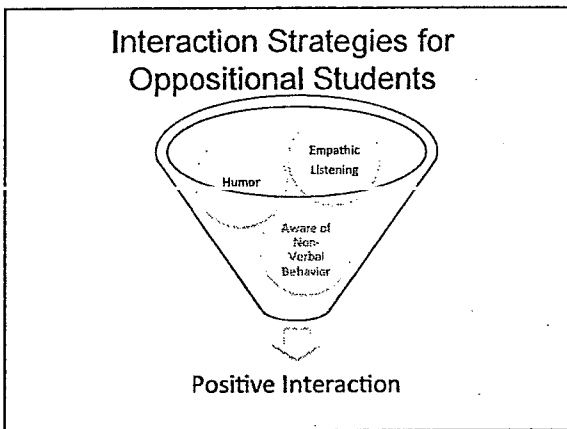 Interaction Strategies for
Oppositional Students
Empathic
Listening
Humor
Aware of
Non-
Verbal
Behavior
Positive Interaction